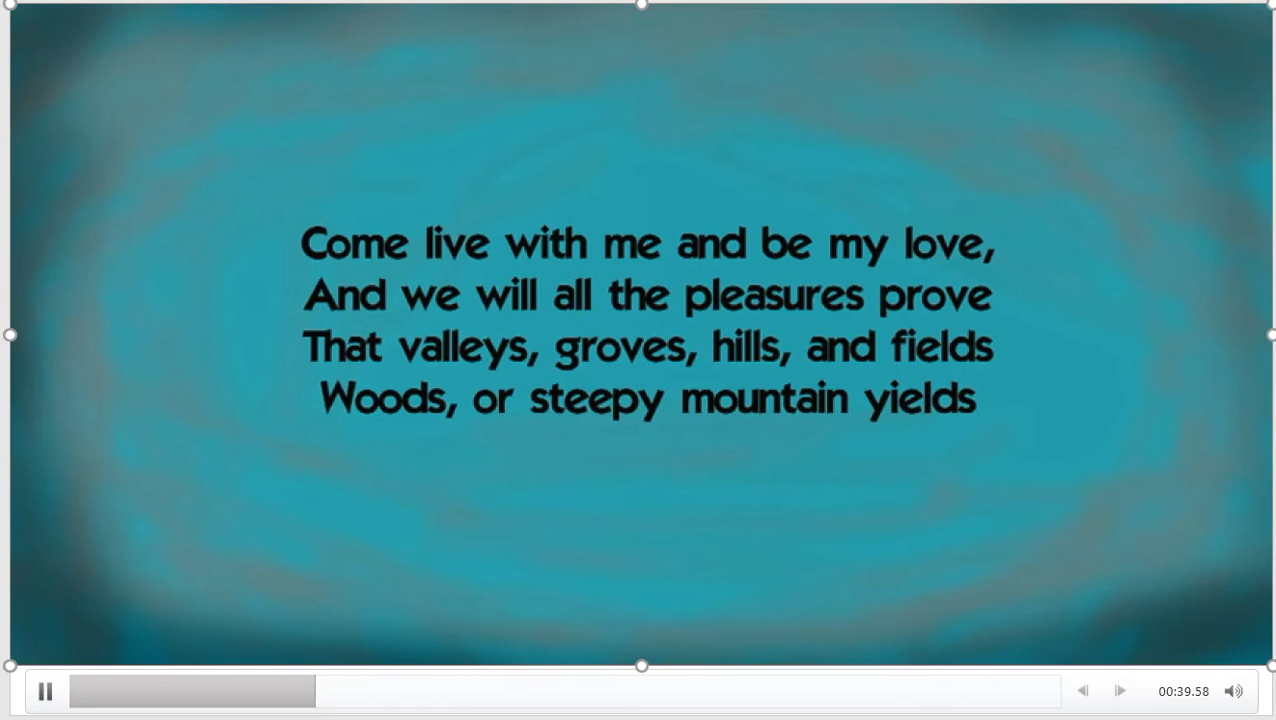 Come live with me and be my love,
And we will all the pleasures prove
That valleys, groves, hills, and fields
Woods, or steepy mountain yields
00:39.58